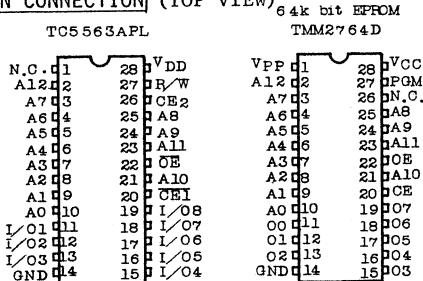 N CONNECTION (TOP VIEW) 64k bit EPROM
TC5563APL TMM2764D
N.C. 1 28 VDD VPP 1 28 VCC
A12 2 27 R/W A12 2 27 PGM
A7 3 26 CE2 A7 3 26 N.C.
A6 4 25 A8 A6 4 25 A8
A5 5 24 A9 A5 5 24 A9
A4 6 23 A11 A4 6 23 A11
A3 7 22 OE A3 7 22 OE
A2 8 21 A10 A2 8 21 A10
A1 9 20 CE1 A1 9 20 CE
A0 10 19 I/O8 A0 10 19 O7
I/O1 11 18 I/O7 O0 11 18 O6
I/O2 12 17 I/O6 O1 12 17 O5
I/O3 13 16 I/O5 O2 13 16 O4
GND 14 15 I/O4 GND 14 15 O3